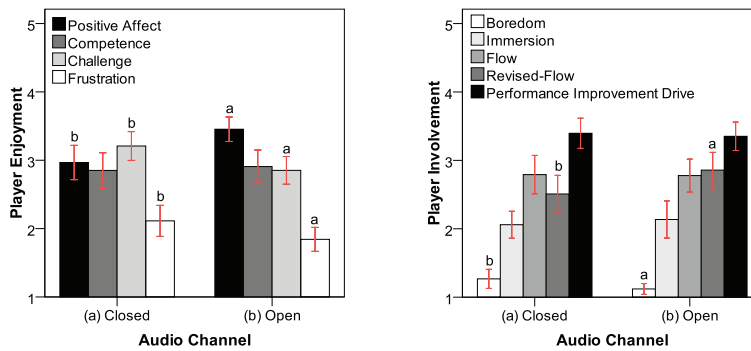 5
4
3
2
1
Player Enjoyment
Positive Affect
Competence
Challenge
Frustration
b
b
b
a
a
a
(a) Closed
(b) Open
Audio Channel
5
4
3
2
1
Player Involvement
Boredom
Immersion
Flow
Revised-Flow
Performance Improvement Drive
b
b
a
a
(a) Closed
(b) Open
Audio Channel